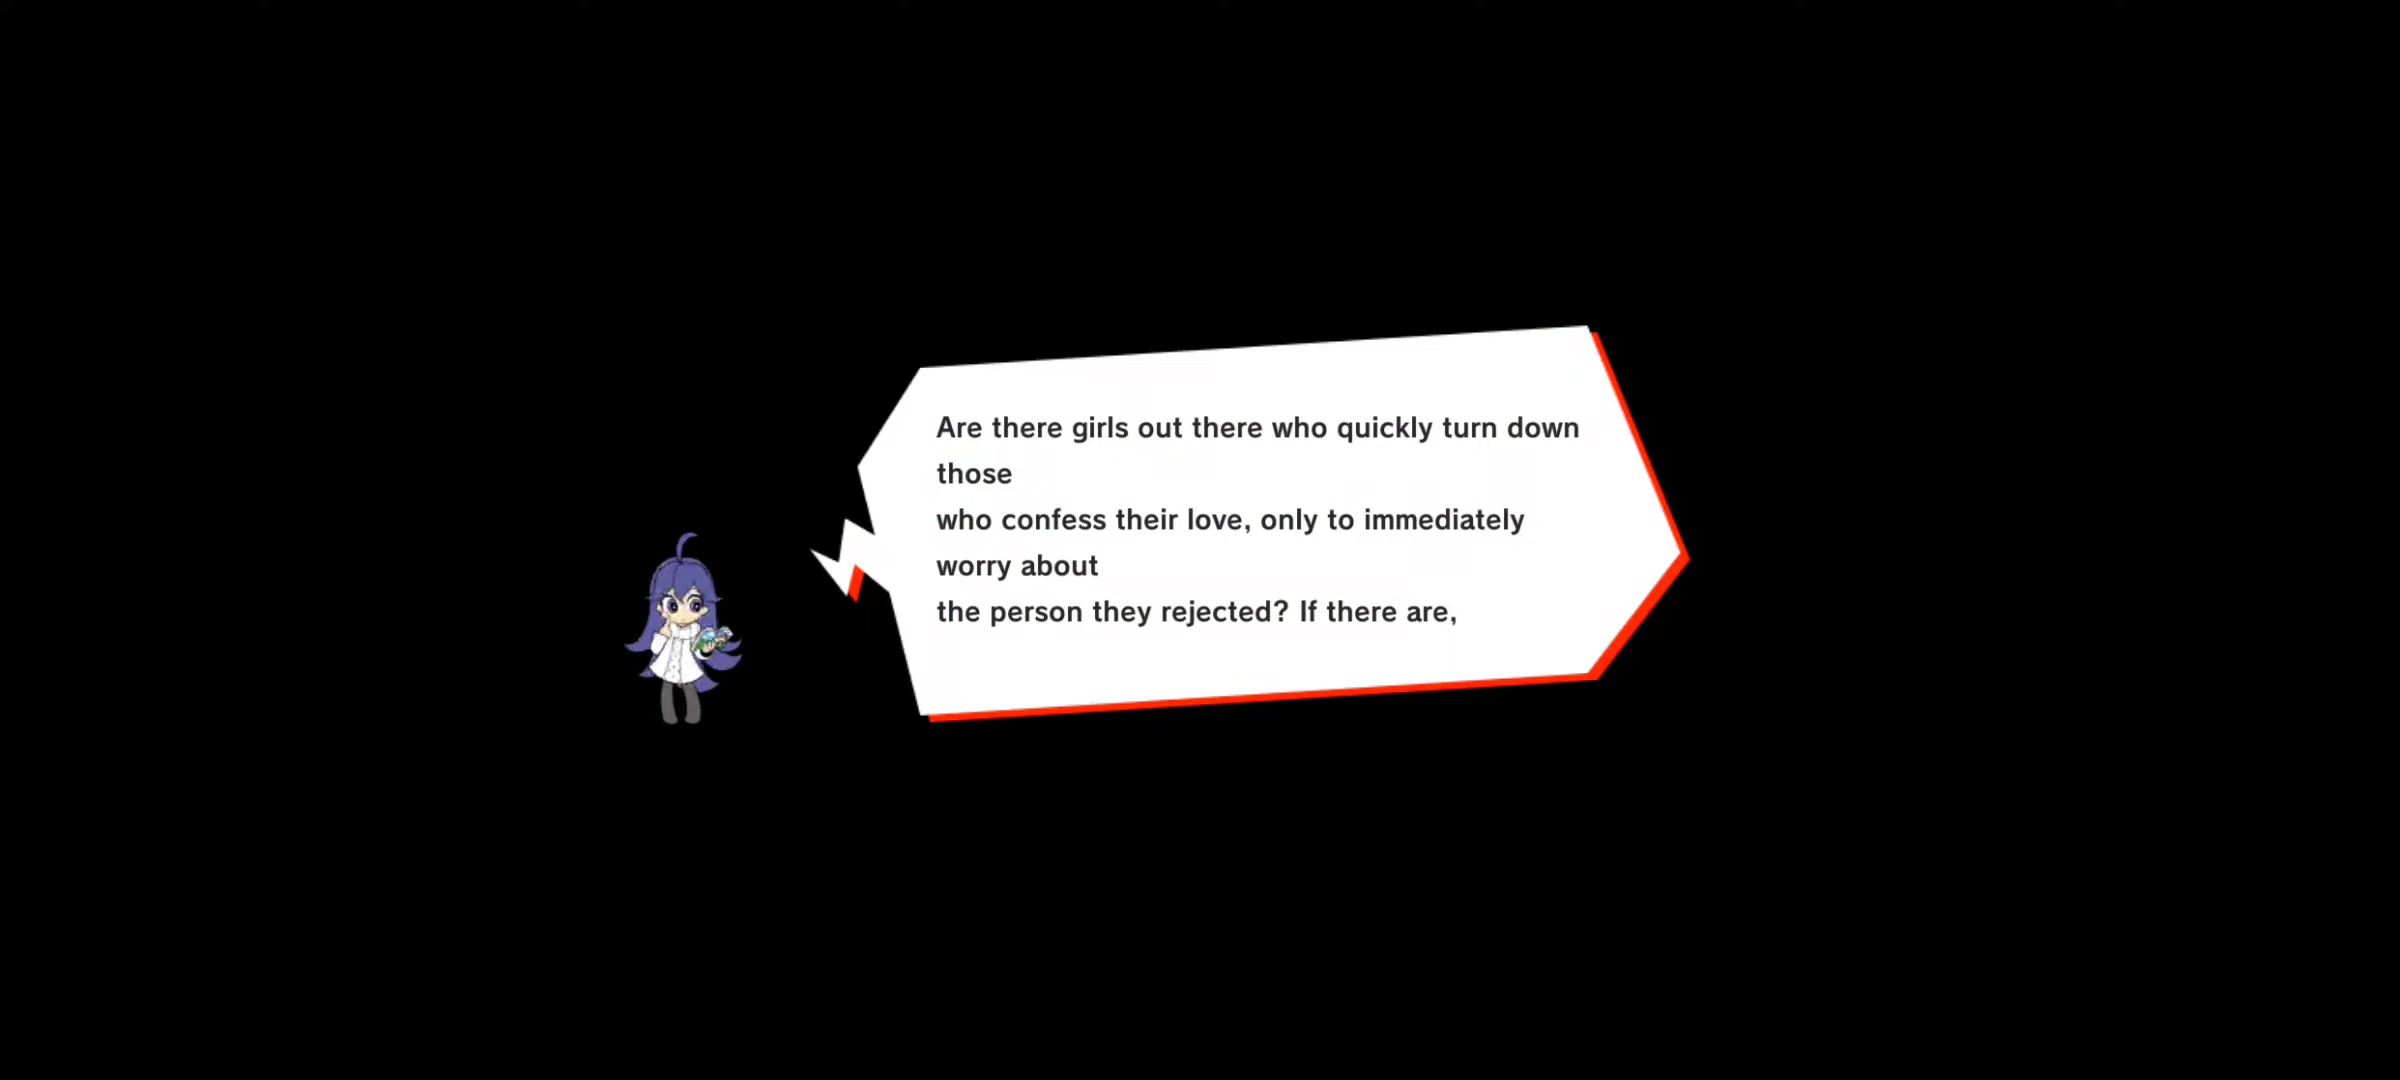 Are there girls out there who quickly turn down
those
who confess their love, only to immediately
worry about
the person they rejected? If there are,